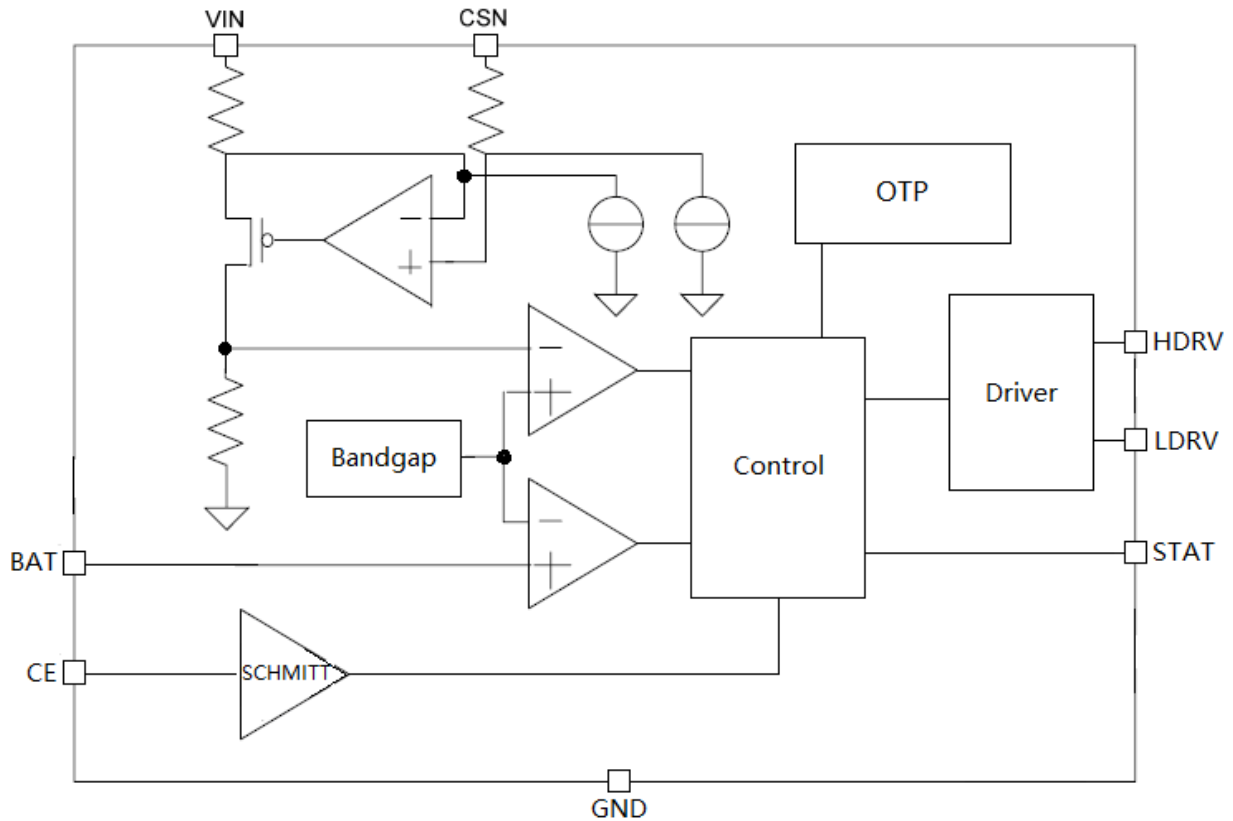 VIN
CSN
OTP
HDRV
Driver
LDRV
Bandgap
Control
STAT
BAT
CE
SCHMITT
GND